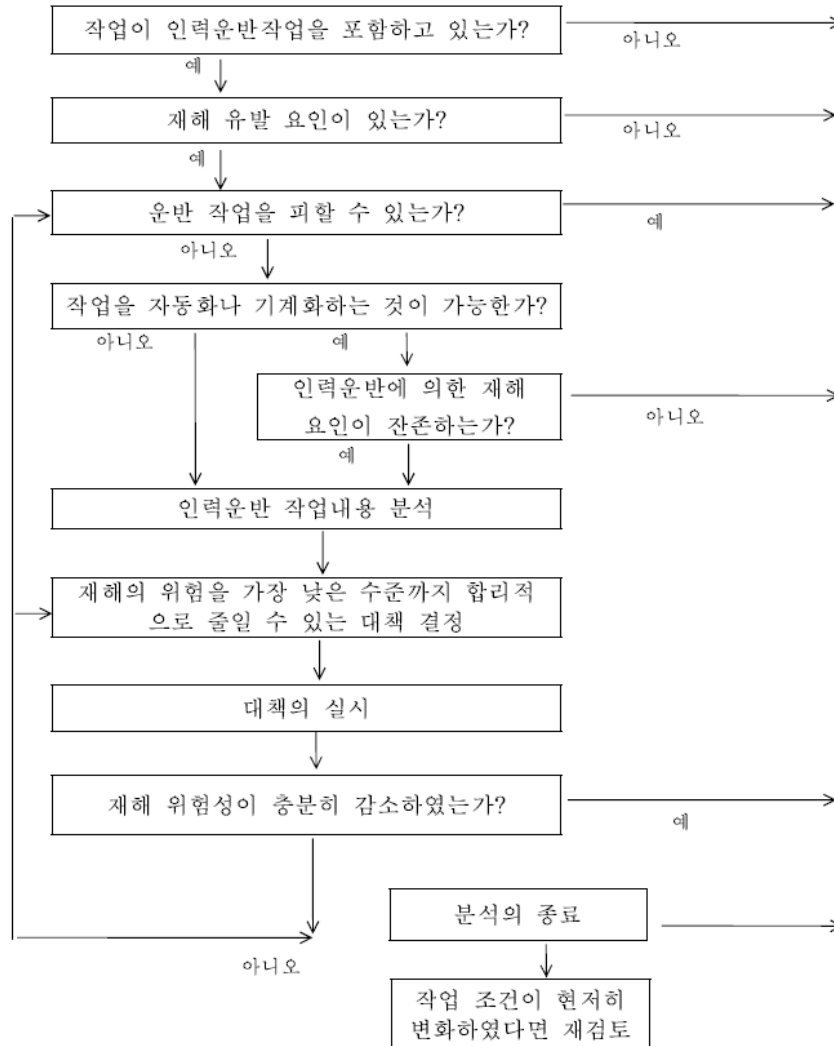 작업이 인력운반작업을 포함하고 있는가?
아니오
예
재해 유발 요인이 있는가?
아니오
예
운반 작업을 피할 수 있는가?
예
아니오
작업을 자동화나 기계화하는 것이 가능한가?
아니오
예
인력운반에 의한 재해
요인이 잔존하는가?
아니오
예
인력운반 작업내용 분석
재해의 위험을 가장 낮은 수준까지 합리적
으로 줄일 수 있는 대책 결정
대책의 실시
재해 위험성이 충분히 감소하였는가?
예
분석의 종료
아니오
작업 조건이 현저히
변화하였다면 재검토